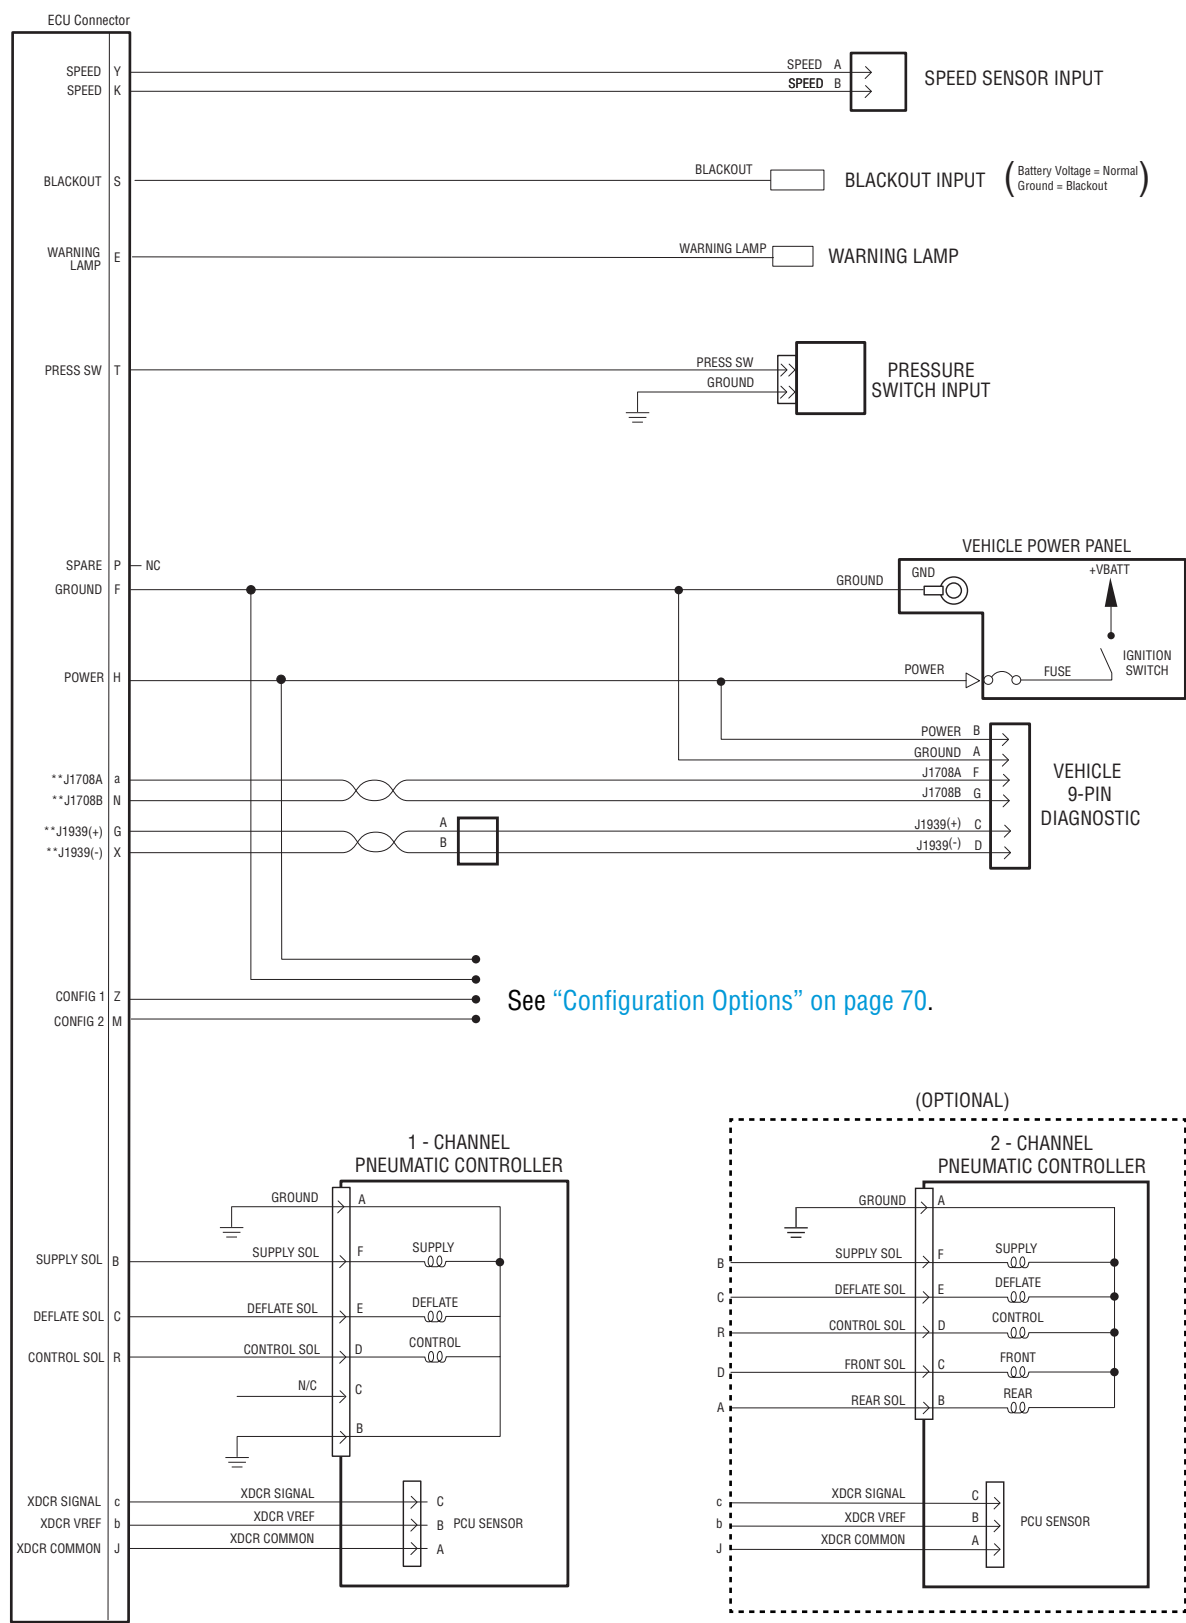 ECU Connector
SPEED Y SPEED A
SPEED K SPEED B
SPEED SENSOR INPUT
BLACKOUT S BLACKOUT BLACKOUT INPUT
(Battery Voltage = Normal
Ground = Blackout)
WARNING
LAMP E WARNING LAMP WARNING LAMP
PRESS SW T PRESS SW
GROUND
PRESSURE
SWITCH INPUT
VEHICLE POWER PANEL
SPARE P NC
GROUND F GROUND GND +VBATT
POWER H POWER FUSE
IGNITION
SWITCH
POWER B
GROUND A
**J1708A a J1708A F
**J1708B N J1708B G
**J1939(+) G A J1939(+) C
**J1939(-) X B J1939(-) D
VEHICLE
9-PIN
DIAGNOSTIC
CONFIG 1 Z
CONFIG 2 M
See “Configuration Options” on page 70.
1 - CHANNEL
PNEUMATIC CONTROLLER
GROUND A
SUPPLY SOL B SUPPLY SOL F SUPPLY
DEFLATE SOL C DEFLATE SOL E DEFLATE
CONTROL SOL R CONTROL SOL D CONTROL
N/C C
B
XDCR SIGNAL c XDCR SIGNAL C
XDCR VREF b XDCR VREF B PCU SENSOR
XDCR COMMON J XDCR COMMON A
(OPTIONAL)
2 - CHANNEL
PNEUMATIC CONTROLLER
GROUND A
B SUPPLY SOL F SUPPLY
C DEFLATE SOL E DEFLATE
R CONTROL SOL D CONTROL
D FRONT SOL C FRONT
A REAR SOL B REAR
c XDCR SIGNAL C
b XDCR VREF B PCU SENSOR
J XDCR COMMON A